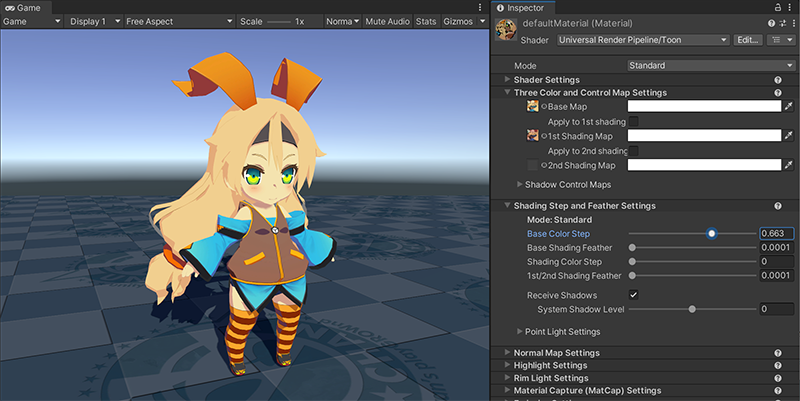 Game
Inspector
Game
Display 1
Free Aspect
Scale
1x
Norma
Mute Audio
Stats
Gizmos
defaultMaterial (Material)
Shader
Universal Render Pipeline/Toon
Edit...
Mode
Standard
Shader Settings
Three Color and Control Map Settings
Base Map
Apply to 1st shading
1st Shading Map
Apply to 2nd shading
2nd Shading Map
Shadow Control Maps
Shading Step and Feather Settings
Mode: Standard
Base Color Step
0.663
Base Shading Feather
0.0001
Shading Color Step
0
1st/2nd Shading Feather
0.0001
Receive Shadows
System Shadow Level
0
Point Light Settings
Normal Map Settings
Highlight Settings
Rim Light Settings
Material Capture (MatCap) Settings